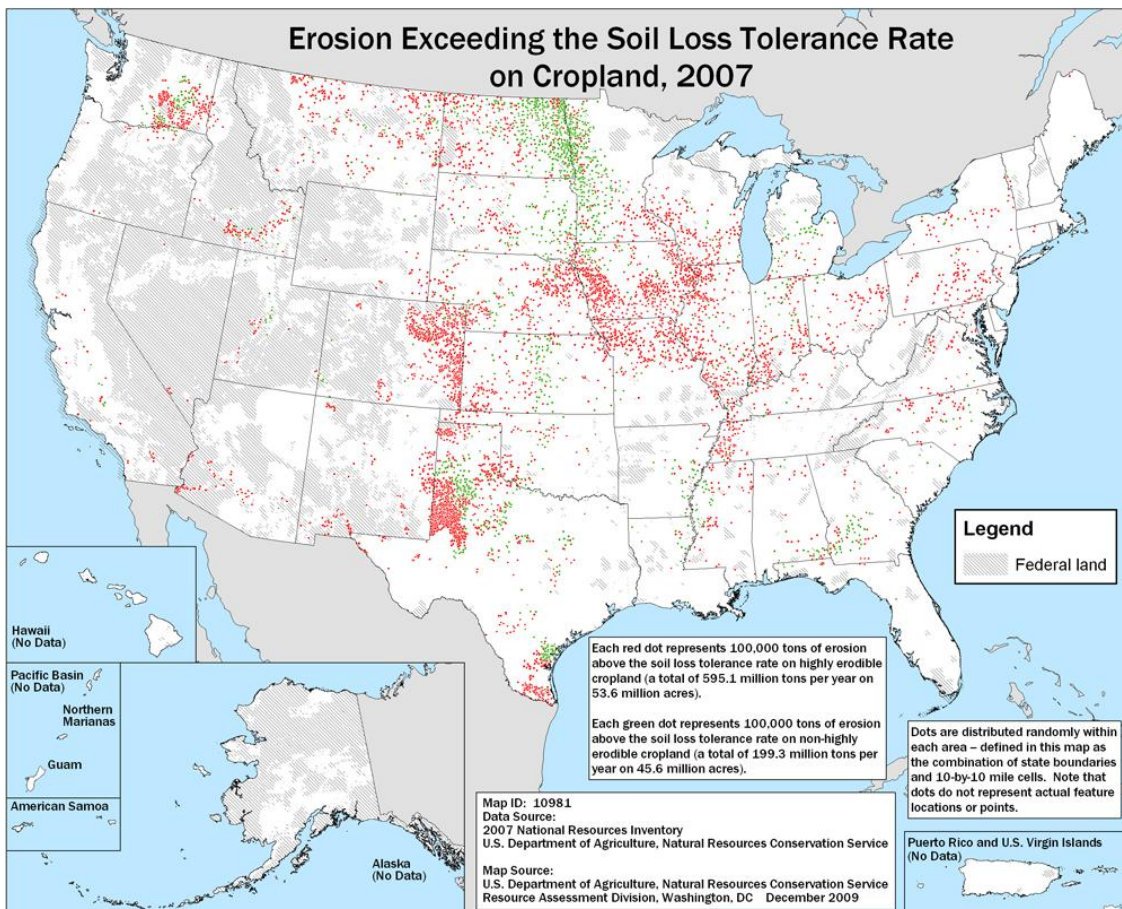 Erosion Exceeding the Soil Loss Tolerance Rate
on Cropland, 2007
Legend
Federal land
Hawaii
(No Data)
Pacific Basin
(No Data)
Northern
Marianas
Guam
American Samoa
Alaska
(No Data)
Each red dot represents 100,000 tons of erosion
above the soil loss tolerance rate on highly erodible
cropland (a total of 595.1 million tons per year on
53.6 million acres).
Each green dot represents 100,000 tons of erosion
above the soil loss tolerance rate on non-highly
erodible cropland (a total of 199.3 million tons per
year on 45.6 million acres).
Dots are distributed randomly within
each area – defined in this map as
the combination of state boundaries
and 10-by-10 mile cells. Note that
dots do not represent actual feature
locations or points.
Map ID: 10981
Data Source:
2007 National Resources Inventory
U.S. Department of Agriculture, Natural Resources Conservation Service
Map Source:
U.S. Department of Agriculture, Natural Resources Conservation Service
Resource Assessment Division, Washington, DC December 2009
Puerto Rico and U.S. Virgin Islands
(No Data)